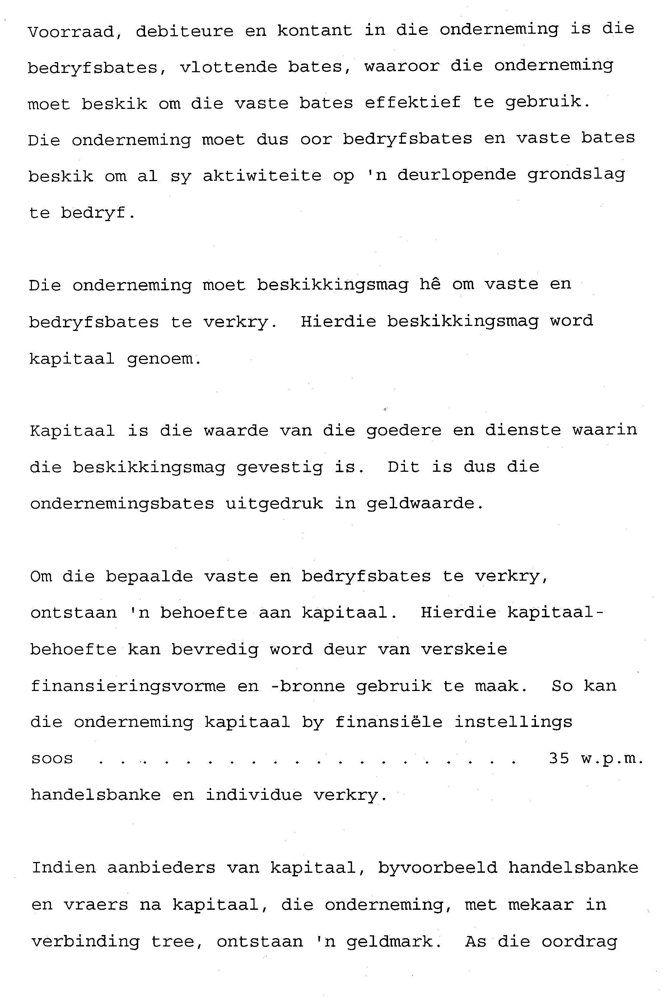 Voorraad, debiteure en kontant in die onderneming is die
bedryfsbates, vlottende bates, waaroor die onderneming
moet beskik om die vaste bates effektief te gebruik.
Die onderneming moet dus oor bedryfsbates en vaste bates
beskik om al sy aktiwiteite op 'n deurlopende grondslag
te bedryf.
Die onderneming moet beskikkingsmag hê om vaste en
bedryfsbates te verkry.  Hierdie beskikkingsmag word
kapitaal genoem.
Kapitaal is die waarde van die goedere en dienste waarin
die beskikkingsmag gevestig is.  Dit is dus die
ondernemingsbates uitgedruk in geldwaarde.
Om die bepaalde vaste en bedryfsbates te verkry,
ontstaan 'n behoefte aan kapitaal.  Hierdie kapitaal-
behoefte kan bevredig word deur van verskeie
finansieringsvorme en -bronne gebruik te maak.  So kan
die onderneming kapitaal by finansiële instellings
soos . . . . . . . . . . . . . . . . . . . . 35 w.p.m.
handelsbanke en individue verkry.
Indien aanbieders van kapitaal, byvoorbeeld handelsbanke
en vraers na kapitaal, die onderneming, met mekaar in
verbinding tree, ontstaan 'n geldmark.  As die oordrag